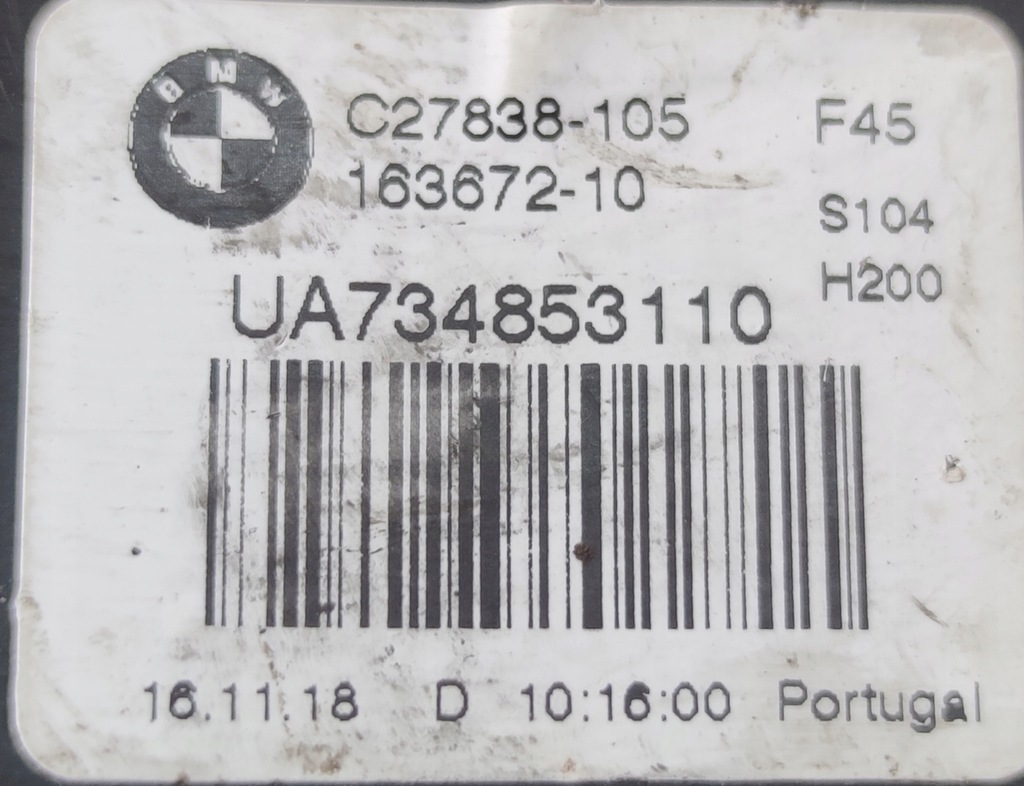 BMW
C27838-105 F45
163672-10
S104
UA734853110 H200
16.11.18 D 10:16:00 Portugal